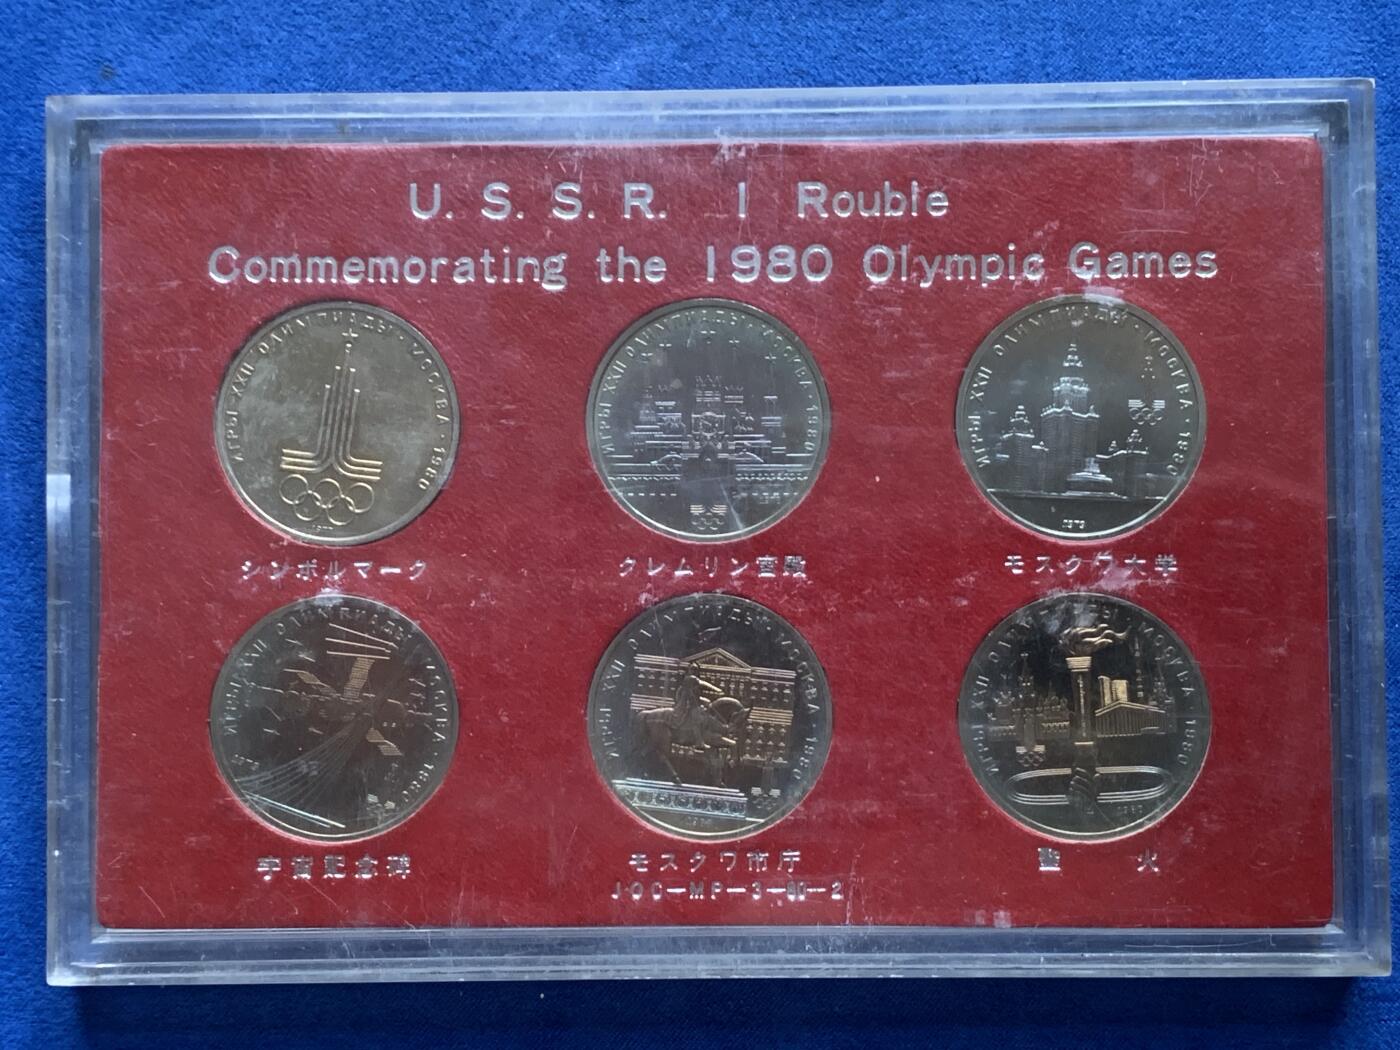 U. S. S. R. 1 Rouble
Commemorating the 1980 Olympic Games
ИГРЫ XXII ОЛИМПИАДЫ · МОСКВА · 1980
ИГРЫ XXII ОЛИМПИАДЫ · МОСКВА · 1980
ИГРЫ XXII ОЛИМПИАДЫ · МОСКВА · 1980
1979
シンボルマーク
クレムリン宮殿
モスクワ大学
ИГРЫ XXII ОЛИМПИАДЫ МОСКВА · 1980
ИГРЫ XXII ОЛИМПИАДЫ · МОСКВА · 1980
ИГРЫ XXII ОЛИМПИАДЫ МОСКВА 1980
1980
宇宙記念碑
モスクワ市庁
聖 火
JOC—MP—3—80—2